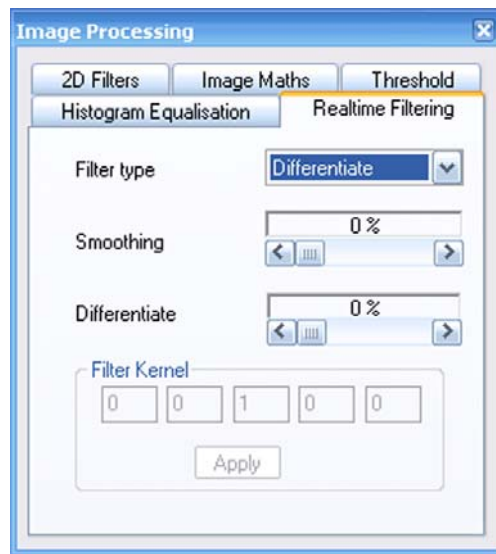 Image Processing
2D Filters Image Maths Threshold
Histogram Equalisation Realtime Filtering
Filter type Differentiate
0 %
Smoothing
0 %
Differentiate
Filter Kernel
0 0 1 0 0
Apply